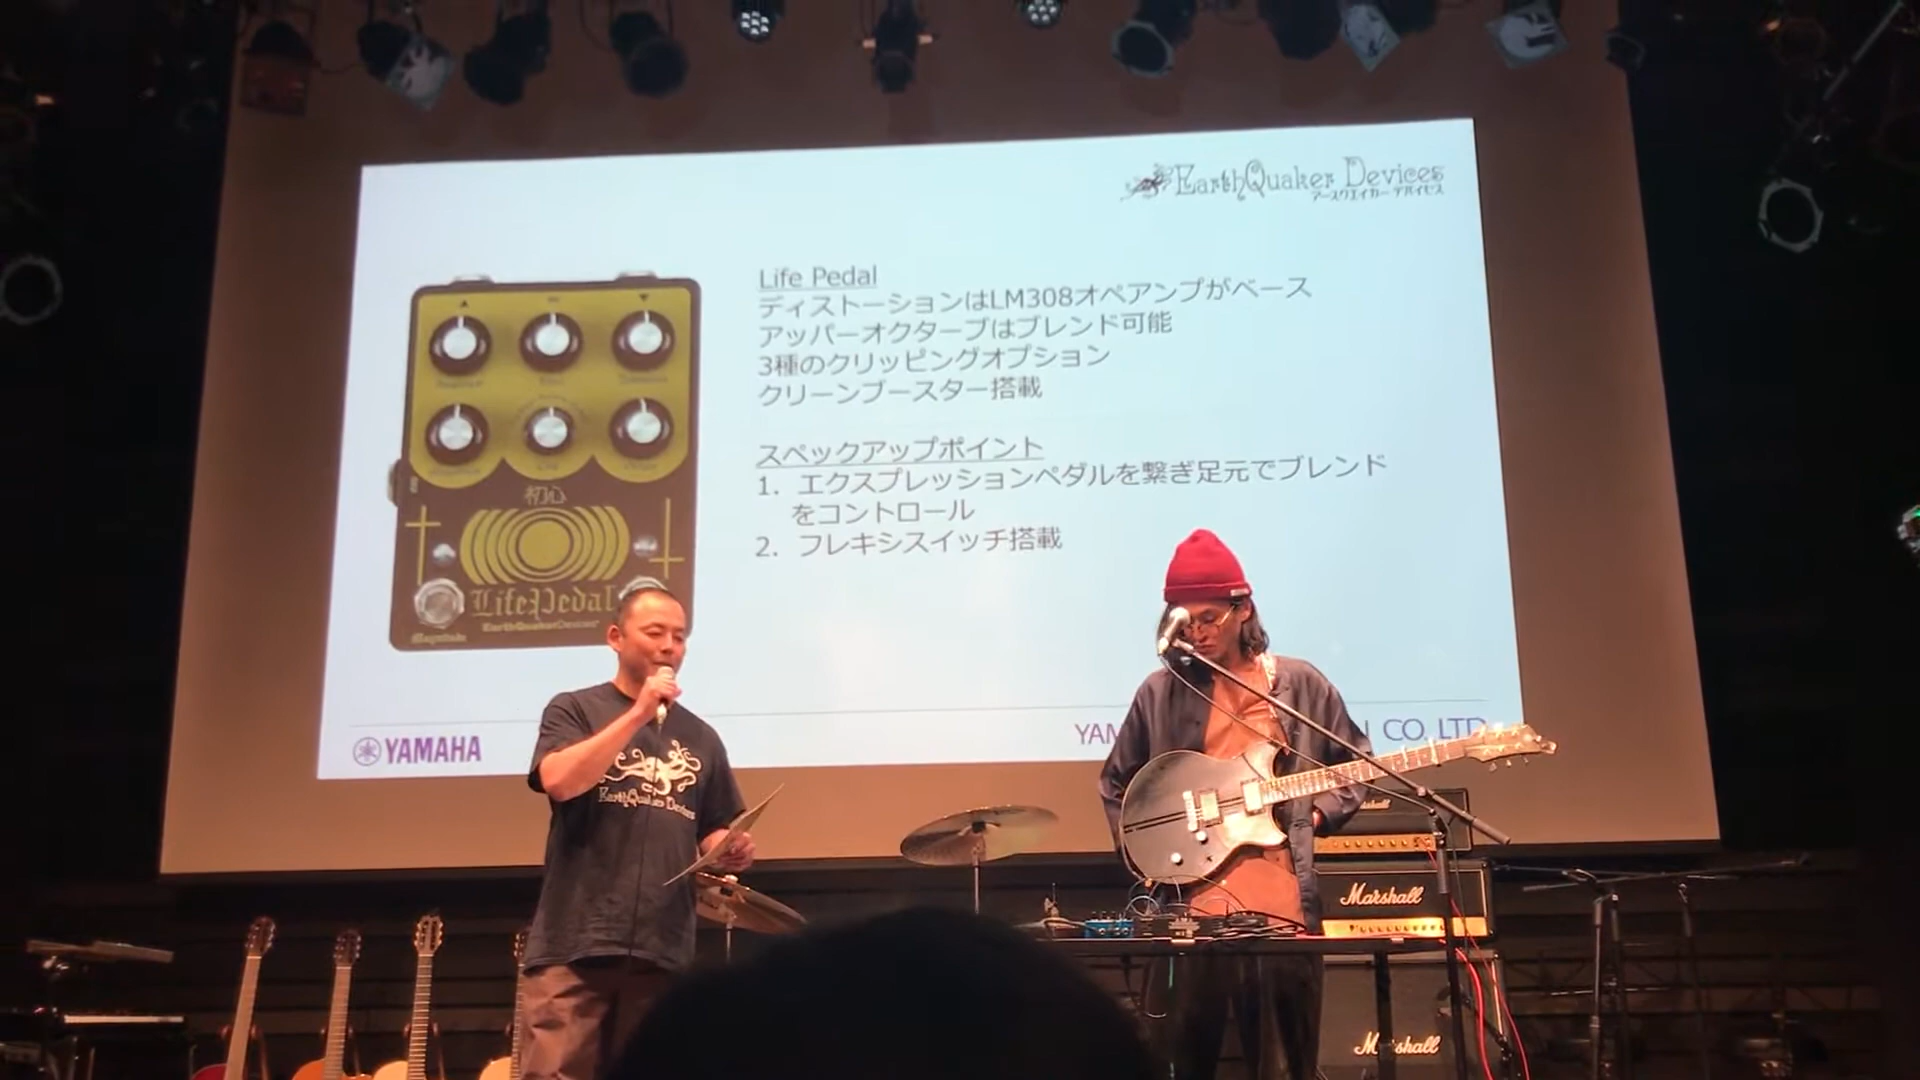 EarthQuaker Devices
アースクエイカー デバイセス
Life Pedal
ディストーションはLM308オペアンプがベース
アッパーオクターブはブレンド可能
3種のクリッピングオプション
クリーンブースター搭載
スペックアップポイント
1. エクスプレッションペダルを繋ぎ足元でブレンド
をコントロール
2. フレキシスイッチ搭載
初心
LifePedal
EarthQuakerDevices
Magnitude
YAMAHA
CO. LTD
EarthQuaker Devices
Marshall
Marshall
Marshall